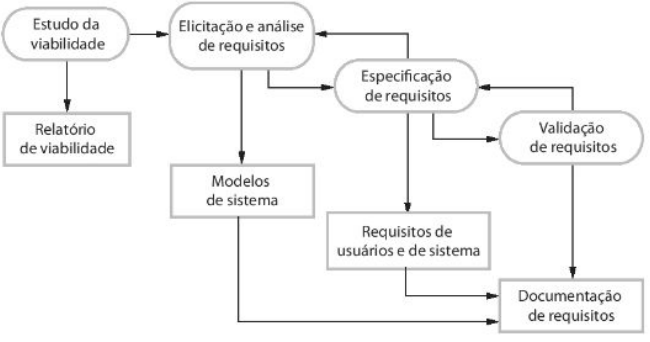 Estudo da
viabilidade
Elicitação e análise
de requisitos
Especificação
de requisitos
Validação
de requisitos
Relatório
de viabilidade
Modelos
de sistema
Requisitos de
usuários e de sistema
Documentação
de requisitos